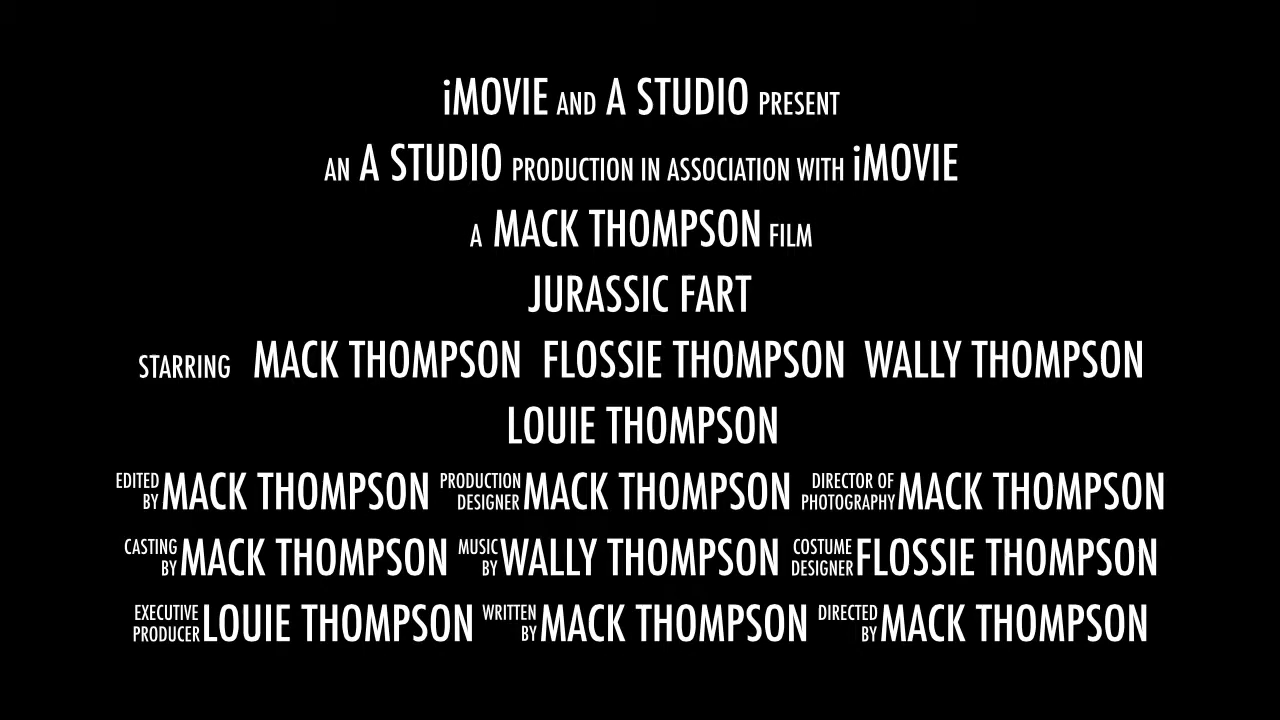 iMOVIE AND A STUDIO PRESENT
AN A STUDIO PRODUCTION IN ASSOCIATION WITH iMOVIE
A MACK THOMPSON FILM
JURASSIC FART
STARRING MACK THOMPSON FLOSSIE THOMPSON WALLY THOMPSON
LOUIE THOMPSON
EDITED BY MACK THOMPSON PRODUCTION DESIGNER MACK THOMPSON DIRECTOR OF PHOTOGRAPHY MACK THOMPSON
CASTING BY MACK THOMPSON MUSIC BY WALLY THOMPSON COSTUME DESIGNER FLOSSIE THOMPSON
EXECUTIVE PRODUCER LOUIE THOMPSON WRITTEN BY MACK THOMPSON DIRECTED BY MACK THOMPSON